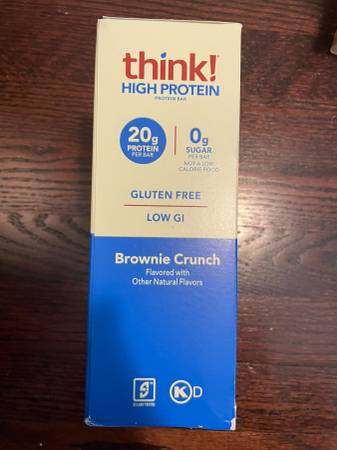 think!
HIGH PROTEIN
PROTEIN BAR
20g
PROTEIN
PER BAR
0g
SUGAR
PER BAR
NOT A LOW
CALORIE FOOD
GLUTEN FREE
LOW GI
Brownie Crunch
Flavored with
Other Natural Flavors
K D